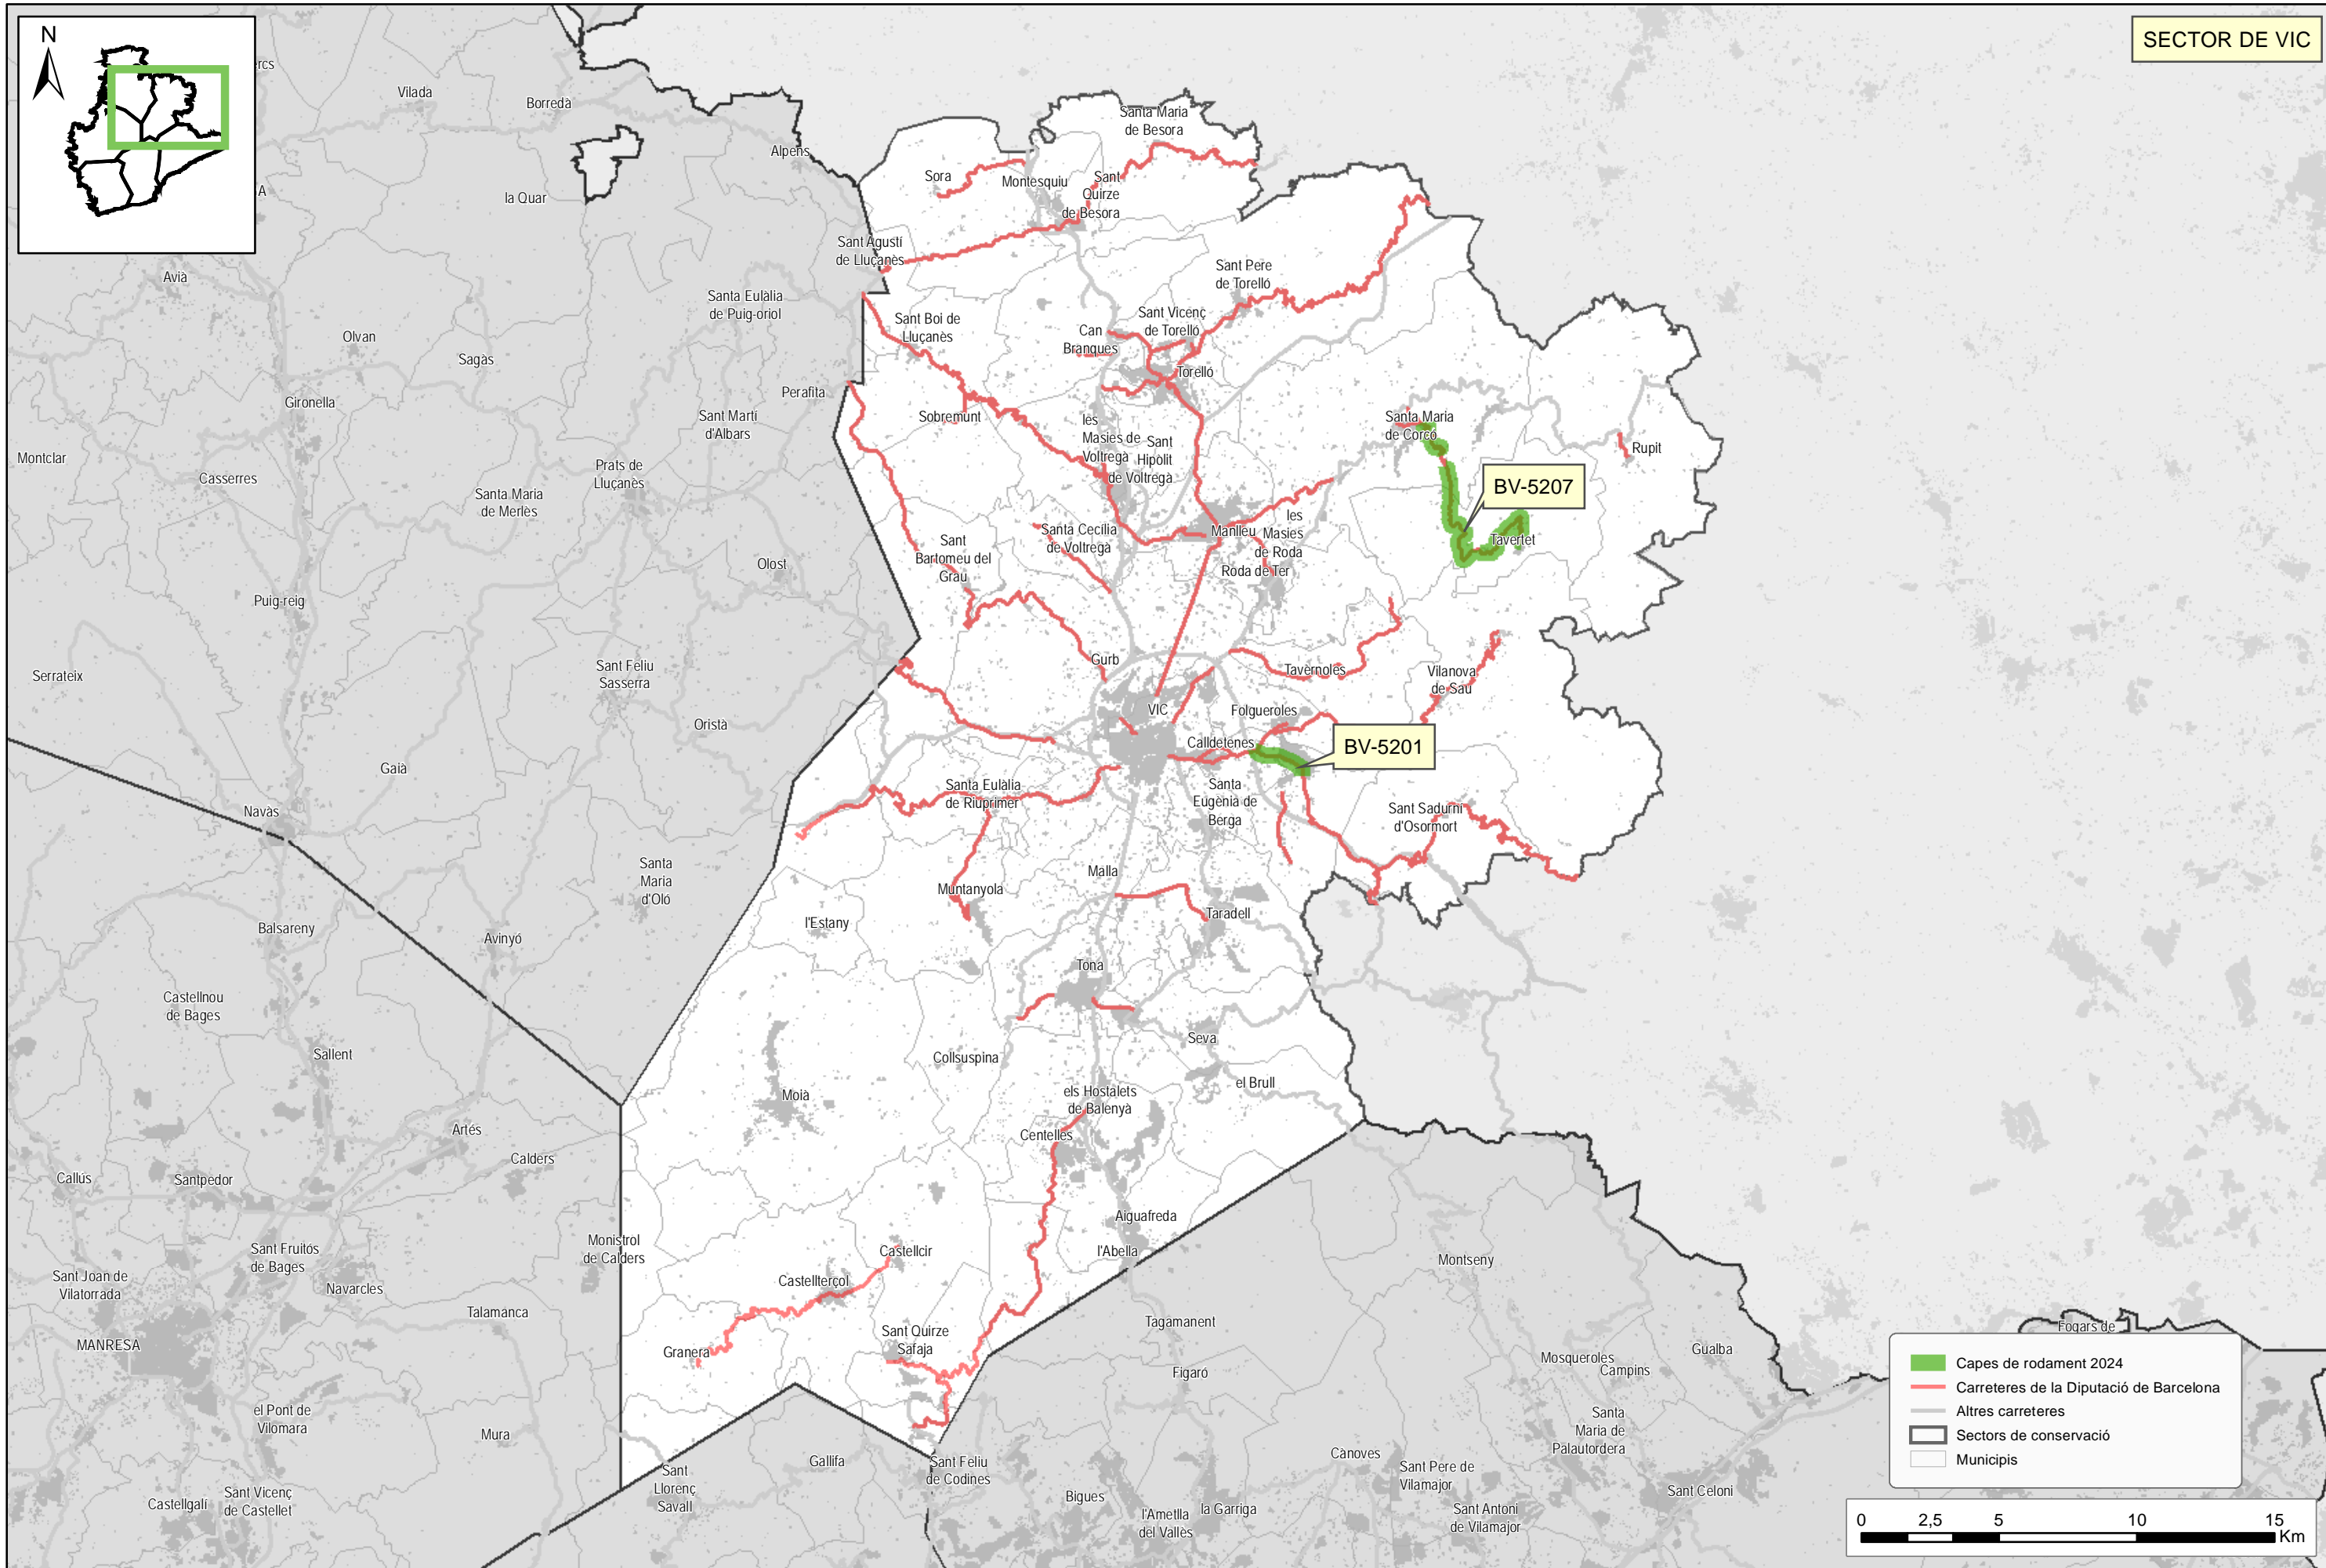 SECTOR DE VIC
N
ercs
A
Vilada
Borredà
Alpens
la Quar
Santa Maria
de Besora
Sora
Montesquiu
Sant
Quirze
de Besora
Sant Agustí
de Lluçanès
Avià
Santa Eulàlia
de Puig-oriol
Sant Pere
de Torelló
Olvan
Sagàs
Sant Boi de
Lluçanès
Can
Branques
Sant Vicenç
de Torelló
Torelló
Gironella
Perafita
Sant Martí
d'Albars
Sobremunt
les
Masies de
Voltregà
Sant
Hipòlit
de Voltregà
Santa Maria
de Corcó
Rupit
Montclar
Casserres
Prats de
Lluçanès
Santa Maria
de Merlès
BV-5207
Tavertet
Santa Cecília
de Voltregà
Manlleu
les
Masies
de Roda
Roda de Ter
Sant
Bartomeu del
Grau
Olost
Puig-reig
Serrateix
Sant Feliu
Sasserra
Gurb
Tavèrnoles
Vilanova
de Sau
Oristà
VIC
Folgueroles
Calldetenes
BV-5201
Gaià
Navàs
Santa Eulàlia
de Riuprimer
Santa
Eugènia de
Berga
Sant Sadurní
d'Osormort
Santa
Maria
d'Oló
Malla
Muntanyola
l'Estany
Taradell
Balsareny
Avinyó
Tona
Castellnou
de Bages
Sallent
Collsuspina
Seva
el Brull
Moià
els Hostalets
de Balenyà
Centelles
Artés
Calders
Callús
Santpedor
Aiguafreda
l'Abella
Monistrol
de Calders
Castellcir
Castellterçol
Montseny
Sant Fruitós
de Bages
Sant Joan de
Vilatorrada
Navarcles
Talamanca
MANRESA
Granera
Sant Quirze
Safaja
Tagamanent
Figaró
Mosqueroles
Campins
Gualba
Fogars de
el Pont de
Vilomara
Mura
Santa
Maria de
Palautordera
Gallifa
Sant Feliu
de Codines
Cànoves
Sant Pere de
Vilamajor
Sant
Llorenç
Savall
Castellgalí
Sant Vicenç
de Castellet
Bigues
l'Ametlla
del Vallès
la Garriga
Sant Antoni
de Vilamajor
Sant Celoni
Capes de rodament 2024
Carreteres de la Diputació de Barcelona
Altres carreteres
Sectors de conservació
Municipis
0 2,5 5 10 15
Km